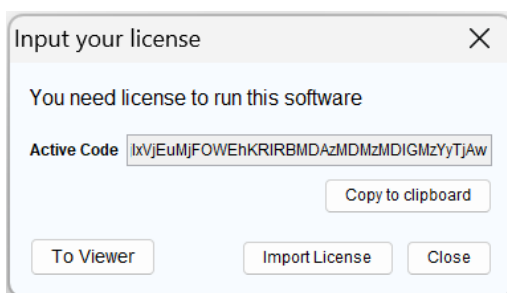 Input your license
You need license to run this software
Active Code IxVjEuMjFOWEhKRIRBMDAzMDMzMDIGMzYyTjAw
Copy to clipboard
To Viewer Import License Close